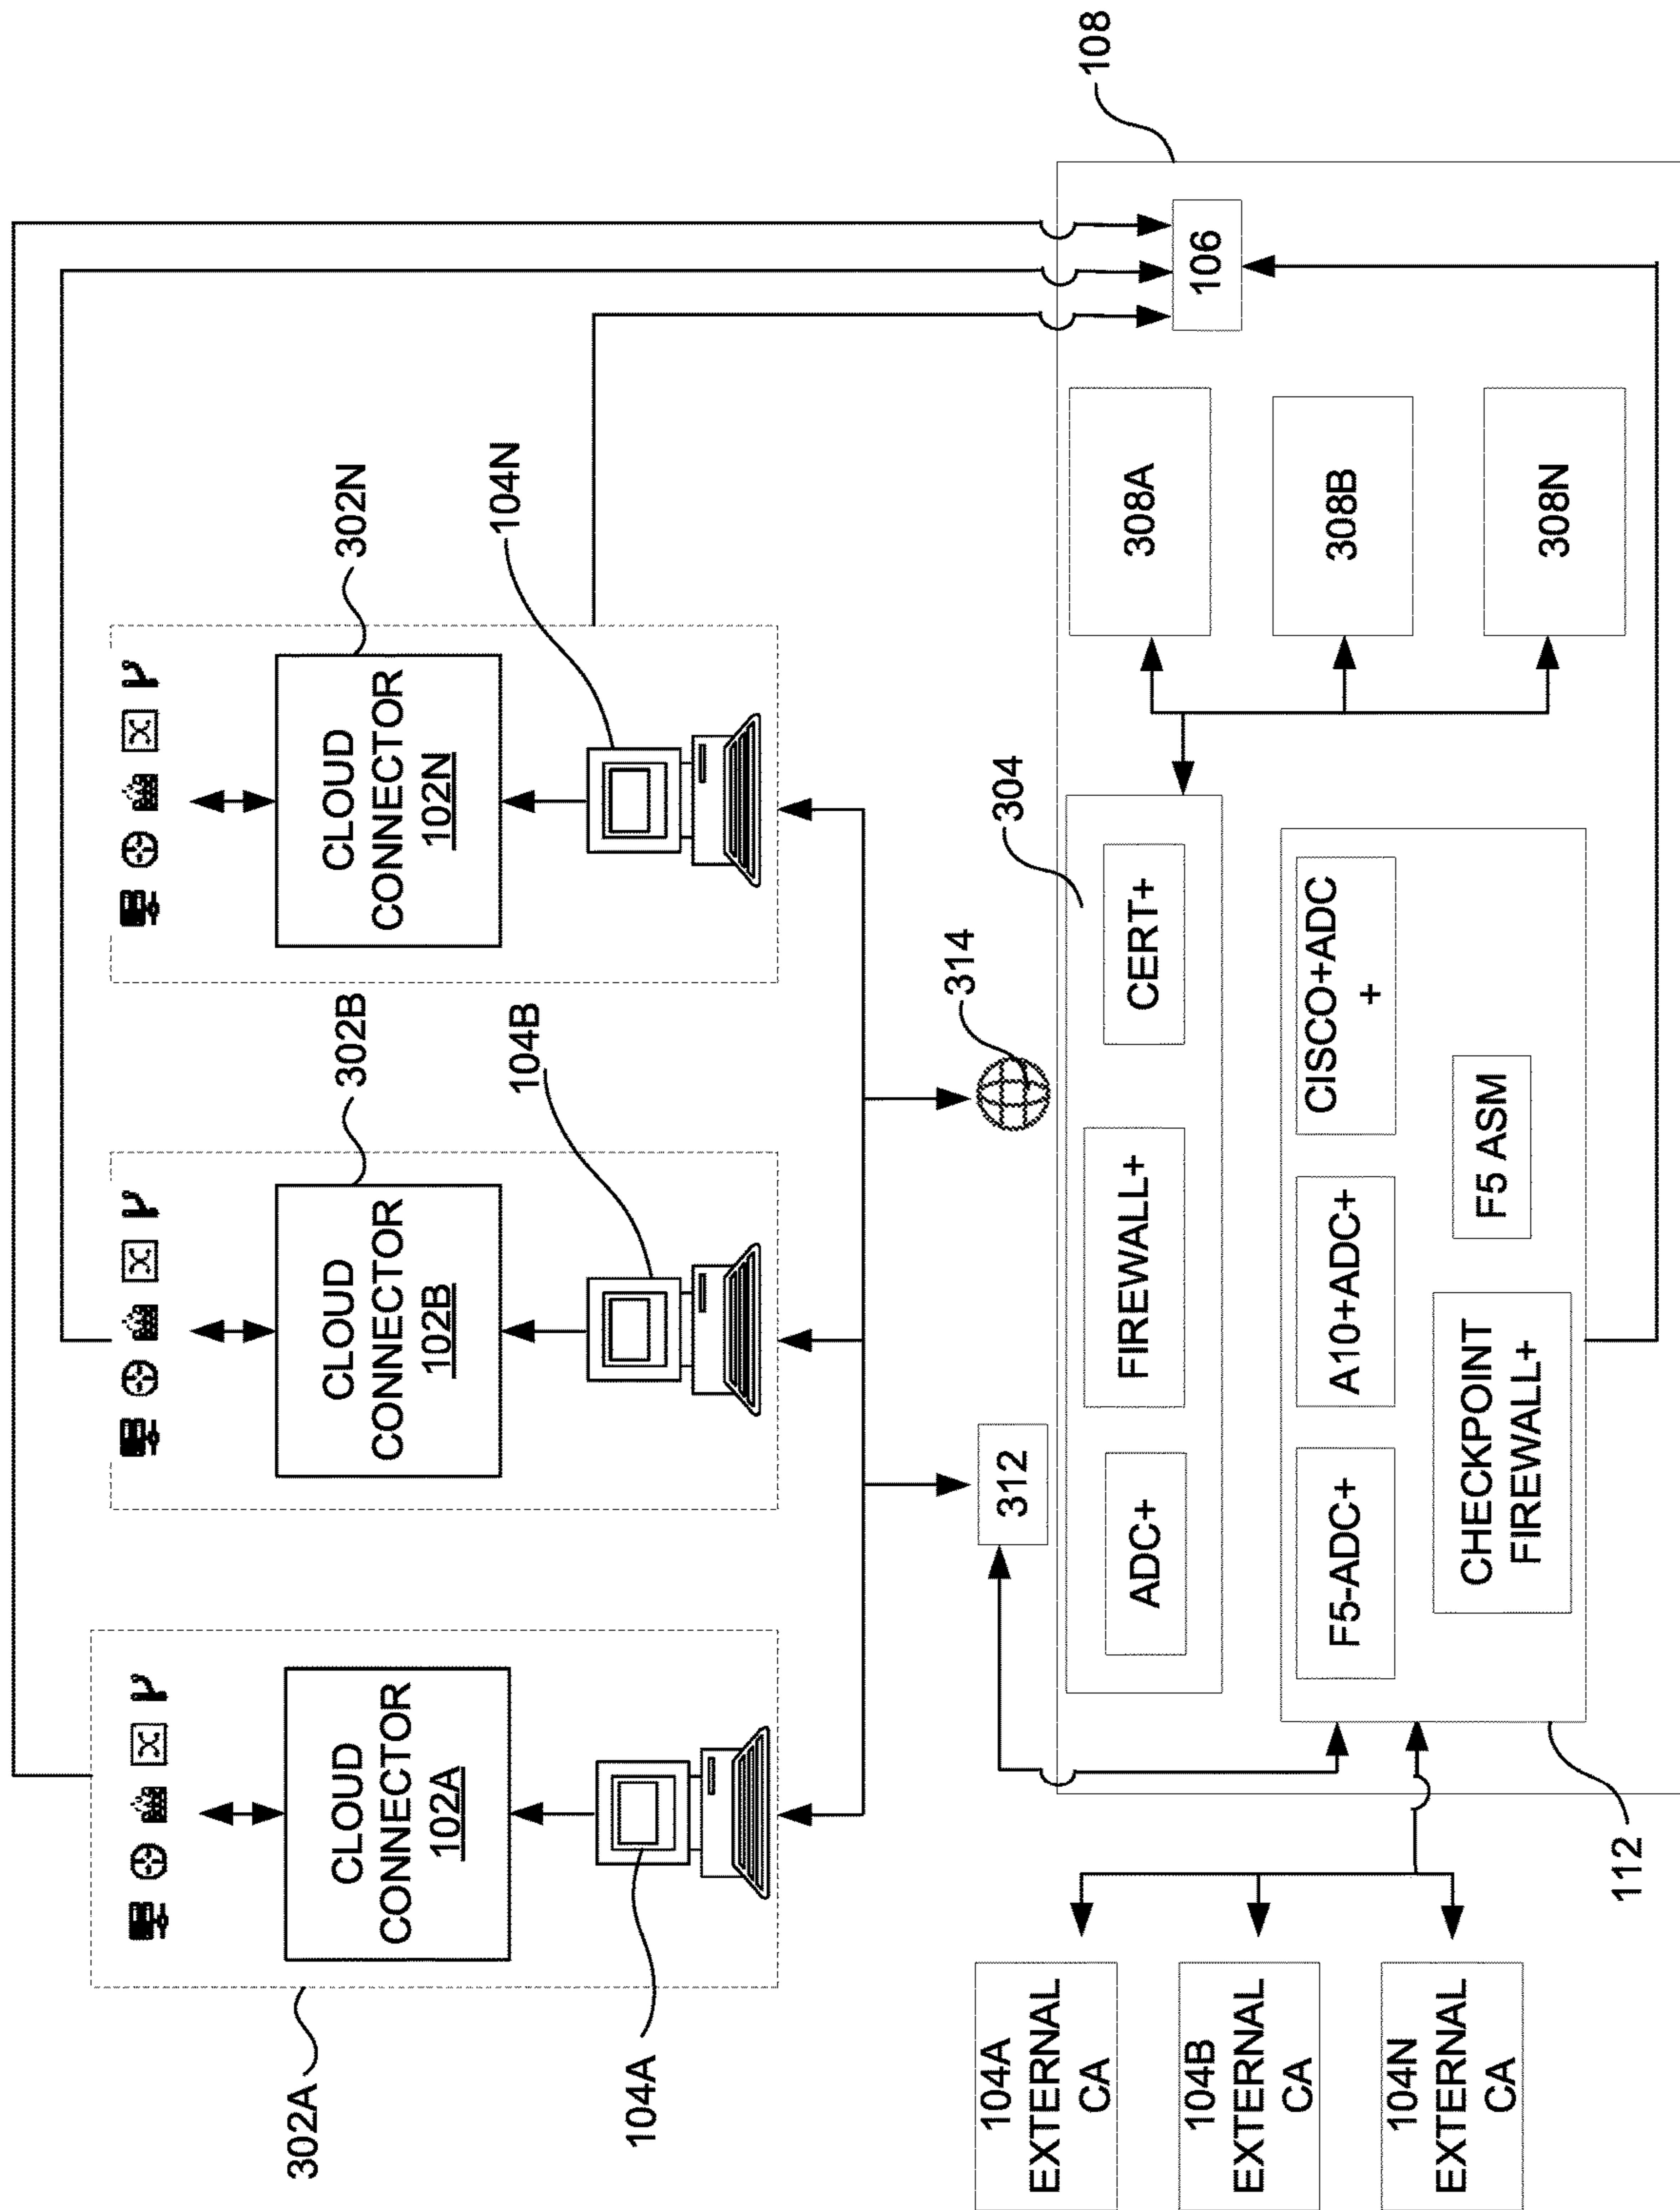 302A
302B
302N
CLOUD
CONNECTOR
102A
CLOUD
CONNECTOR
102B
CLOUD
CONNECTOR
102N
104A
104B
104N
312
314
304
108
104A
EXTERNAL
CA
104B
EXTERNAL
CA
104N
EXTERNAL
CA
ADC+
FIREWALL+
CERT+
308A
308B
308N
106
F5-ADC+
A10+ADC+
CISCO+ADC
+
CHECKPOINT
FIREWALL+
F5 ASM
112